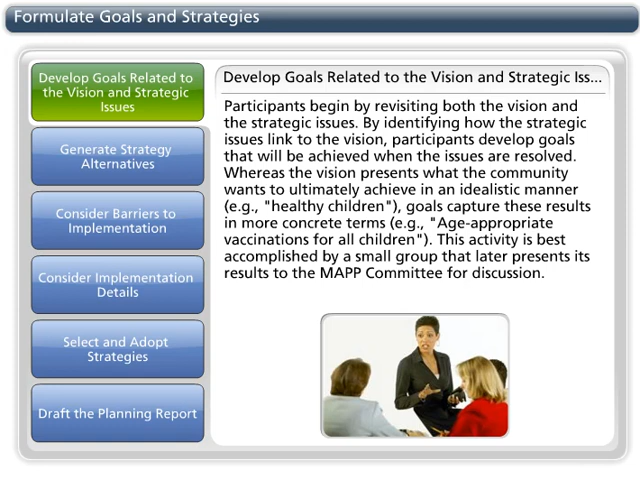 Formulate Goals and Strategies
Develop Goals Related to
the Vision and Strategic
Issues
Generate Strategy
Alternatives
Consider Barriers to
Implementation
Consider Implementation
Details
Select and Adopt
Strategies
Draft the Planning Report
Develop Goals Related to the Vision and Strategic Iss...
Participants begin by revisiting both the vision and
the strategic issues. By identifying how the strategic
issues link to the vision, participants develop goals
that will be achieved when the issues are resolved.
Whereas the vision presents what the community
wants to ultimately achieve in an idealistic manner
(e.g., "healthy children"), goals capture these results
in more concrete terms (e.g., "Age-appropriate
vaccinations for all children"). This activity is best
accomplished by a small group that later presents its
results to the MAPP Committee for discussion.